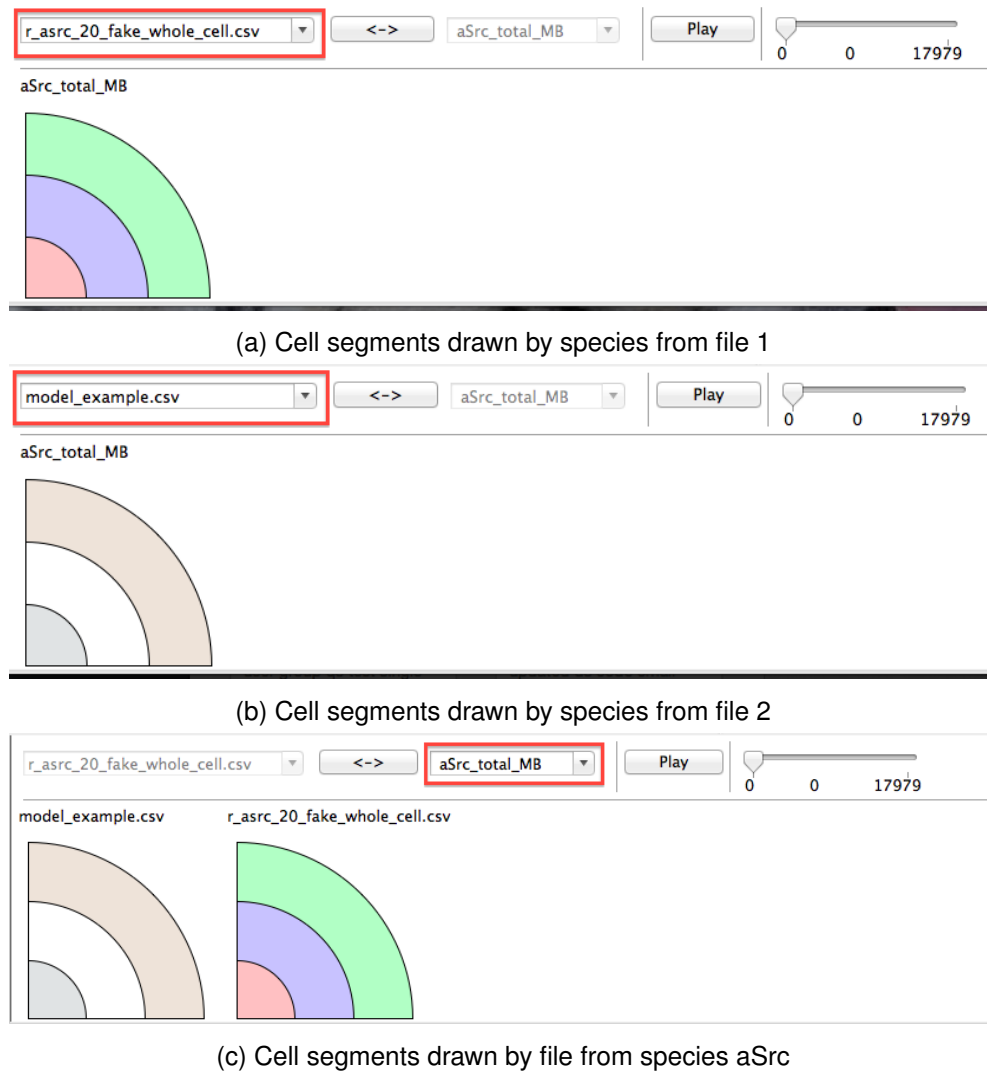 r_asrc_20_fake_whole_cell.csv <-> aSrc_total_MB Play
0 0 17979
aSrc_total_MB
(a) Cell segments drawn by species from file 1
model_example.csv <-> aSrc_total_MB Play
0 0 17979
aSrc_total_MB
(b) Cell segments drawn by species from file 2
r_asrc_20_fake_whole_cell.csv <-> aSrc_total_MB Play
0 0 17979
model_example.csv r_asrc_20_fake_whole_cell.csv
(c) Cell segments drawn by file from species aSrc